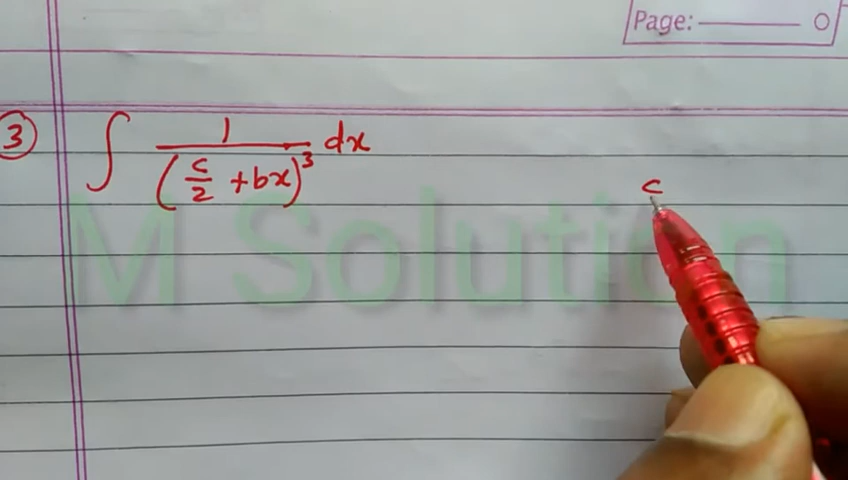 Page:
③ ∫ 1/(c/2 + bx)³ dx
c
M Solution